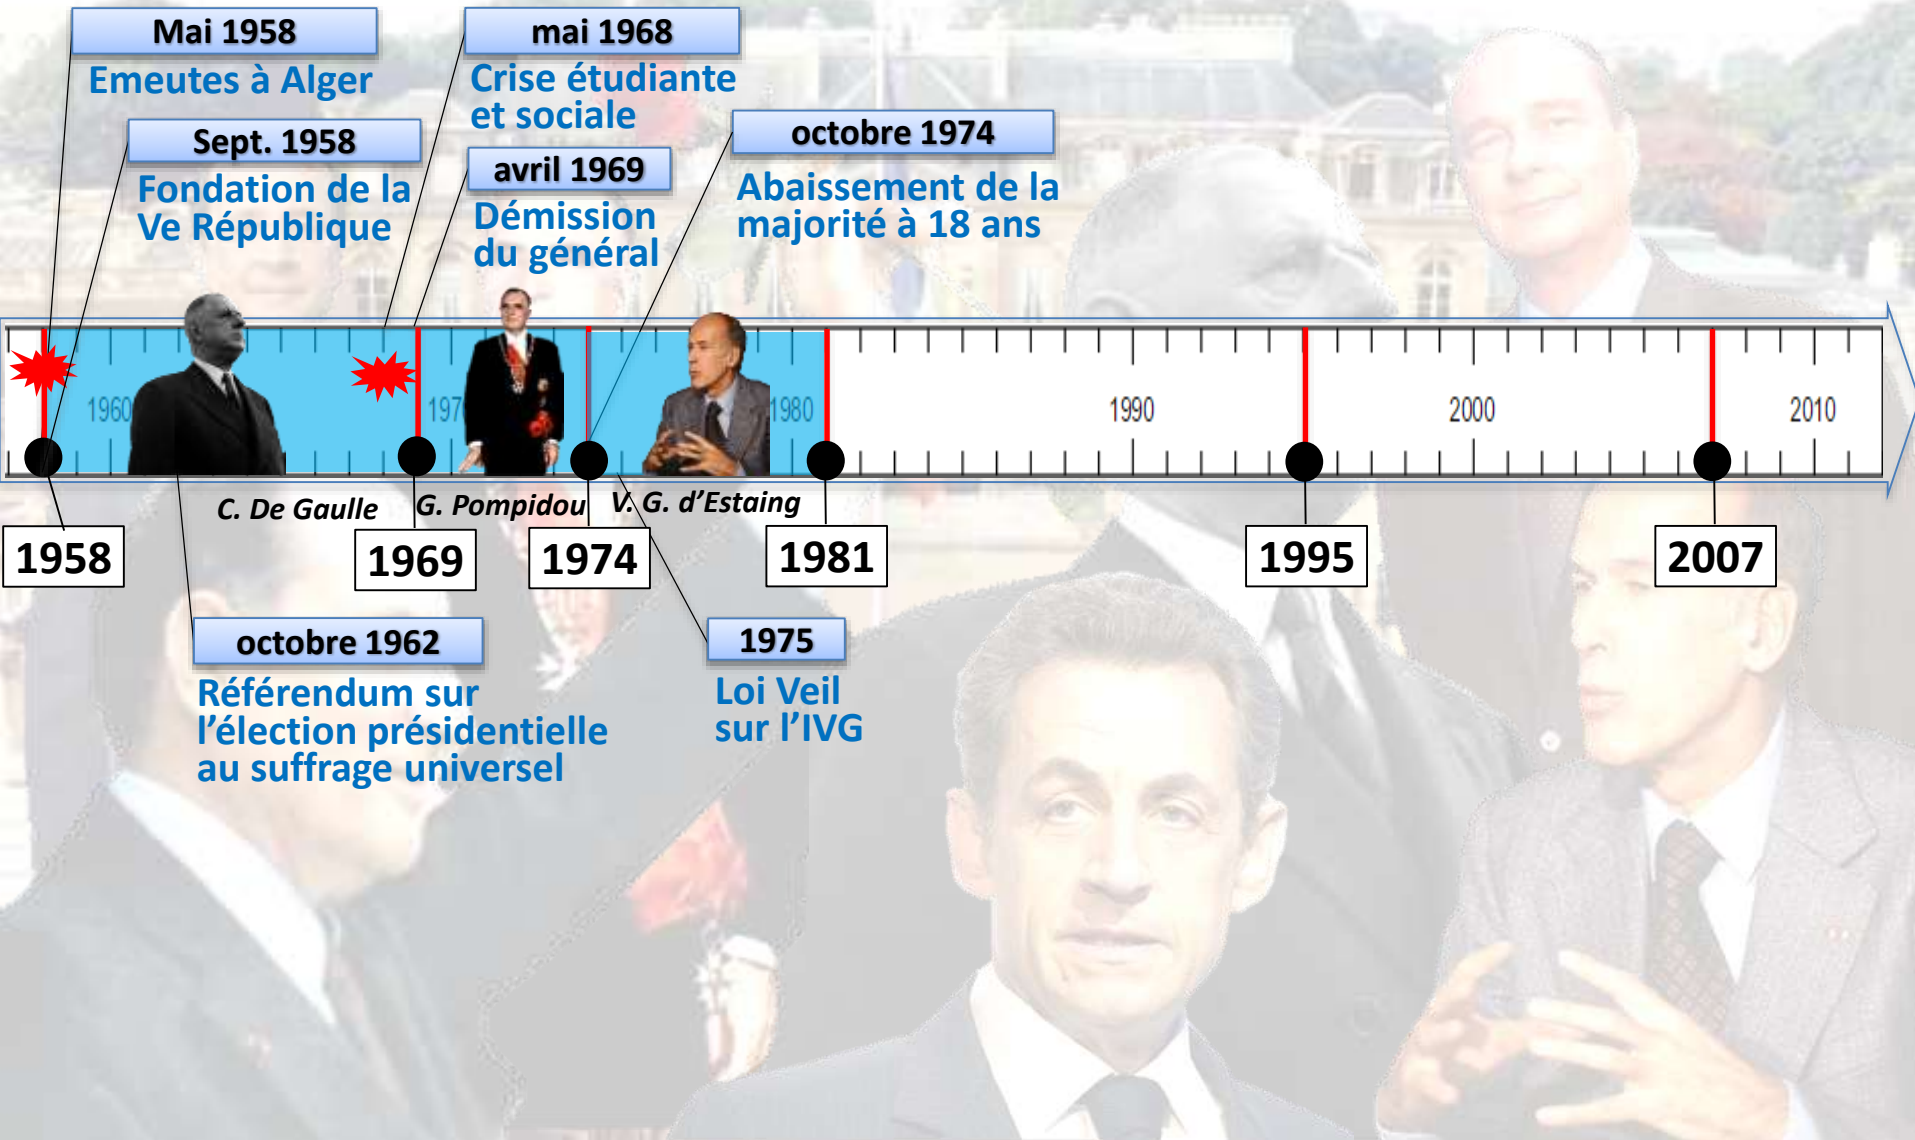 Mai 1958
Emeutes à Alger
Sept. 1958
Fondation de la
Ve République
mai 1968
Crise étudiante
et sociale
avril 1969
Démission
du général
octobre 1974
Abaissement de la
majorité à 18 ans
1960
197
1980
1990
2000
2010
C. De Gaulle
G. Pompidou
V. G. d’Estaing
1958
1969
1974
1981
1995
2007
octobre 1962
Référendum sur
l’élection présidentielle
au suffrage universel
1975
Loi Veil
sur l’IVG